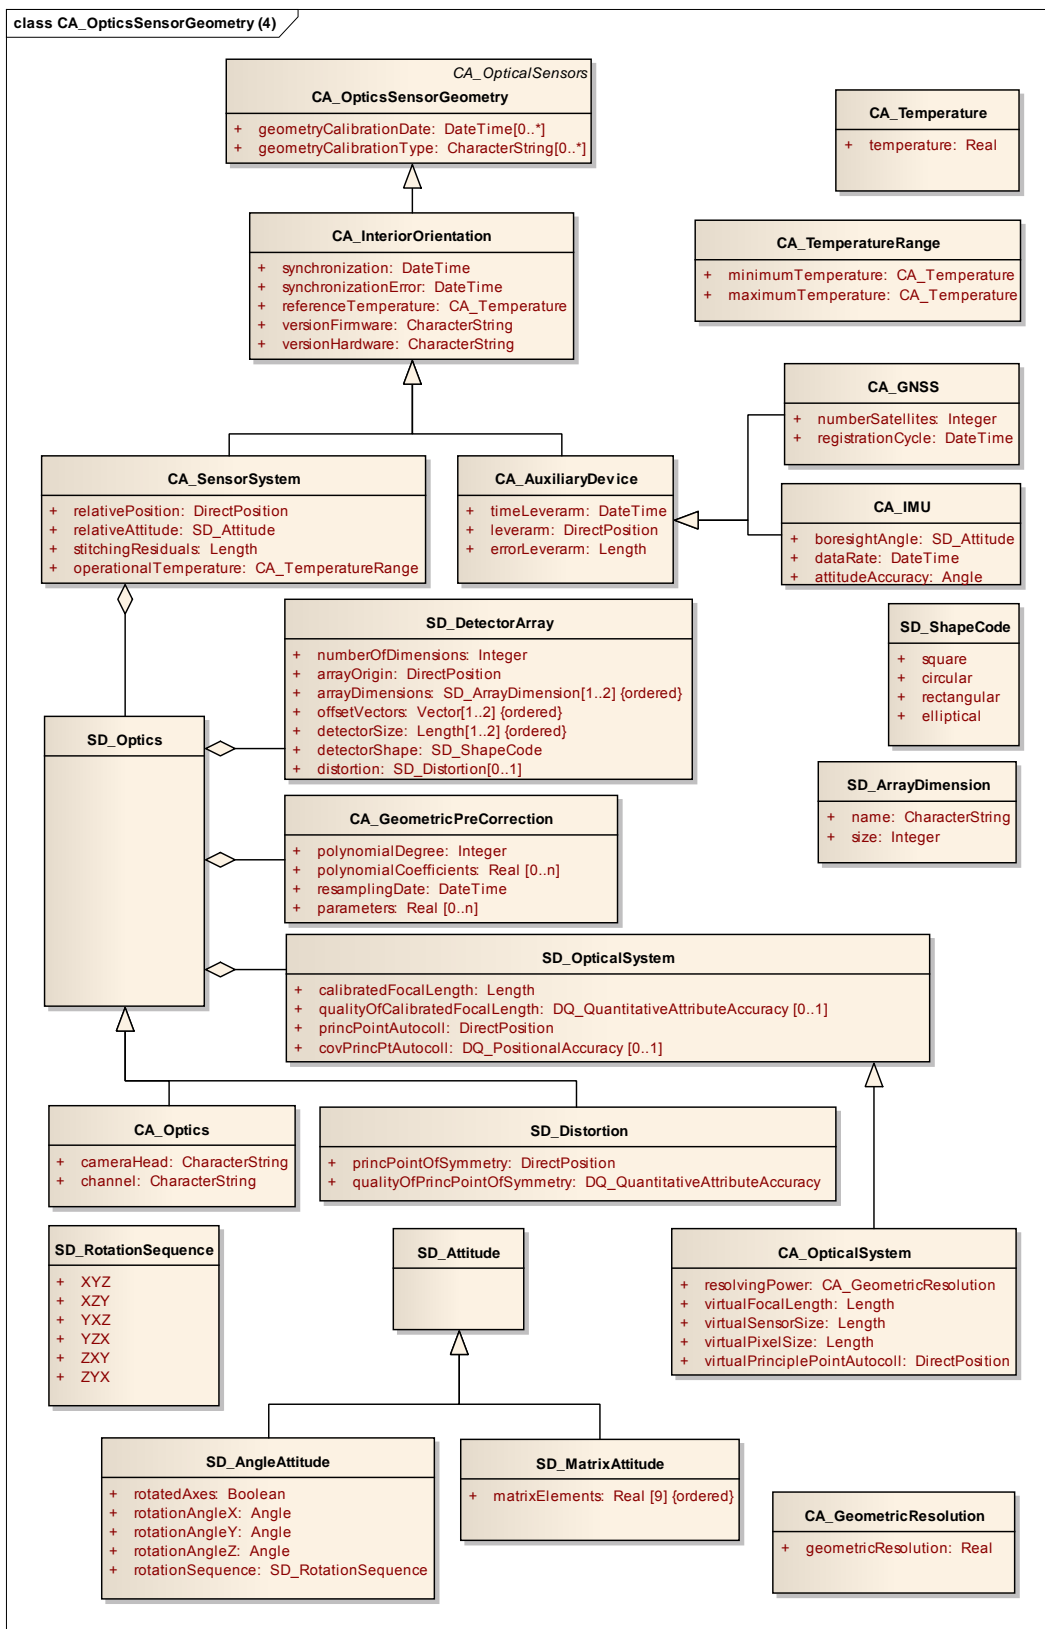 class CA_OpticsSensorGeometry (4)
CA_OpticalSensors
CA_OpticsSensorGeometry
+ geometryCalibrationDate: DateTime[0..*]
+ geometryCalibrationType: CharacterString[0..*]
CA_Temperature
+ temperature: Real
CA_InteriorOrientation
+ synchronization: DateTime
+ synchronizationError: DateTime
+ referenceTemperature: CA_Temperature
+ versionFirmware: CharacterString
+ versionHardware: CharacterString
CA_TemperatureRange
+ minimumTemperature: CA_Temperature
+ maximumTemperature: CA_Temperature
CA_GNSS
+ numberSatellites: Integer
+ registrationCycle: DateTime
CA_SensorSystem
+ relativePosition: DirectPosition
+ relativeAttitude: SD_Attitude
+ stitchingResiduals: Length
+ operationalTemperature: CA_TemperatureRange
CA_AuxiliaryDevice
+ timeLeverarm: DateTime
+ leverarm: DirectPosition
+ errorLeverarm: Length
CA_IMU
+ boresightAngle: SD_Attitude
+ dataRate: DateTime
+ attitudeAccuracy: Angle
SD_DetectorArray
+ numberOfDimensions: Integer
+ arrayOrigin: DirectPosition
+ arrayDimensions: SD_ArrayDimension[1..2] {ordered}
+ offsetVectors: Vector[1..2] {ordered}
+ detectorSize: Length[1..2] {ordered}
+ detectorShape: SD_ShapeCode
+ distortion: SD_Distortion[0..1]
SD_ShapeCode
+ square
+ circular
+ rectangular
+ elliptical
SD_Optics
SD_ArrayDimension
+ name: CharacterString
+ size: Integer
CA_GeometricPreCorrection
+ polynomialDegree: Integer
+ polynomialCoefficients: Real [0..n]
+ resamplingDate: DateTime
+ parameters: Real [0..n]
SD_OpticalSystem
+ calibratedFocalLength: Length
+ qualityOfCalibratedFocalLength: DQ_QuantitativeAttributeAccuracy [0..1]
+ princPointAutocoll: DirectPosition
+ covPrincPtAutocoll: DQ_PositionalAccuracy [0..1]
CA_Optics
+ cameraHead: CharacterString
+ channel: CharacterString
SD_Distortion
+ princPointOfSymmetry: DirectPosition
+ qualityOfPrincPointOfSymmetry: DQ_QuantitativeAttributeAccuracy
SD_RotationSequence
+ XYZ
+ XZY
+ YXZ
+ YZX
+ ZXY
+ ZYX
SD_Attitude
CA_OpticalSystem
+ resolvingPower: CA_GeometricResolution
+ virtualFocalLength: Length
+ virtualSensorSize: Length
+ virtualPixelSize: Length
+ virtualPrinciplePointAutocoll: DirectPosition
SD_AngleAttitude
+ rotatedAxes: Boolean
+ rotationAngleX: Angle
+ rotationAngleY: Angle
+ rotationAngleZ: Angle
+ rotationSequence: SD_RotationSequence
SD_MatrixAttitude
+ matrixElements: Real [9] {ordered}
CA_GeometricResolution
+ geometricResolution: Real